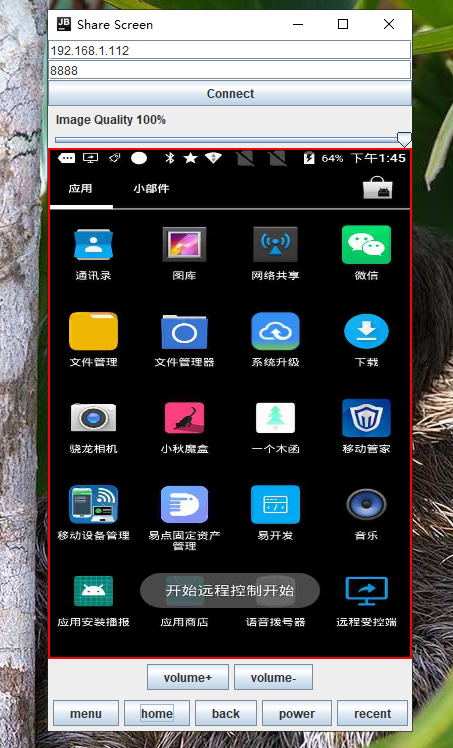 Share Screen
192.168.1.112
8888
Connect
Image Quality 100%
64% 下午1:45
应用 小部件
通讯录 图库 网络共享 微信
文件管理 文件管理器 系统升级 下载
骁龙相机 小秋魔盒 一个木函 移动管家
移动设备管理 易点固定资产 易开发 音乐
管理
开始远程控制开始
应用安装播报 应用商店 语音拨号器 远程受控端
volume+ volume-
menu home back power recent